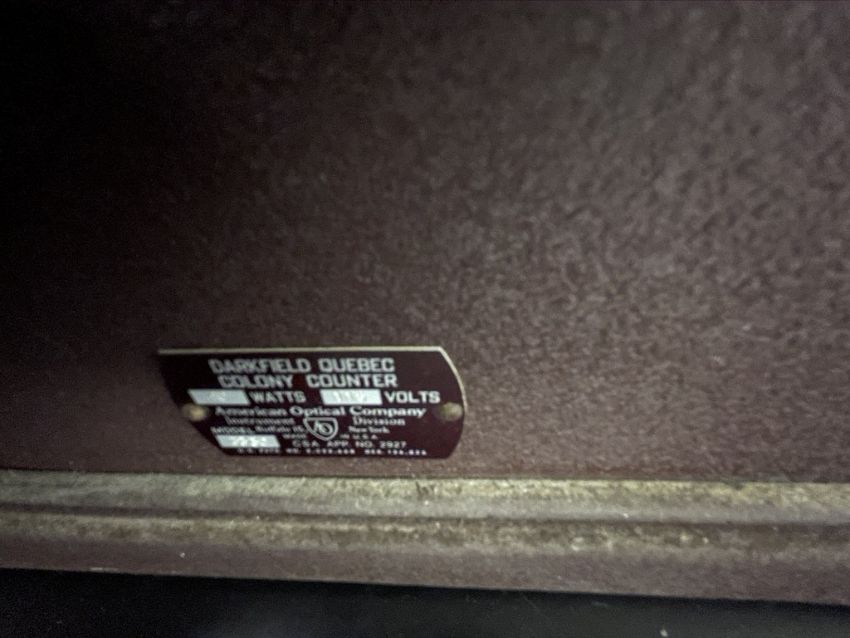 DARKFIELD QUEBEC
COLONY COUNTER
WATTS VOLTS
American Optical Company
Instrument Division
Buffalo 15, New York
MODEL MADE IN U.S.A.
C.S.A. APP. NO. 2927